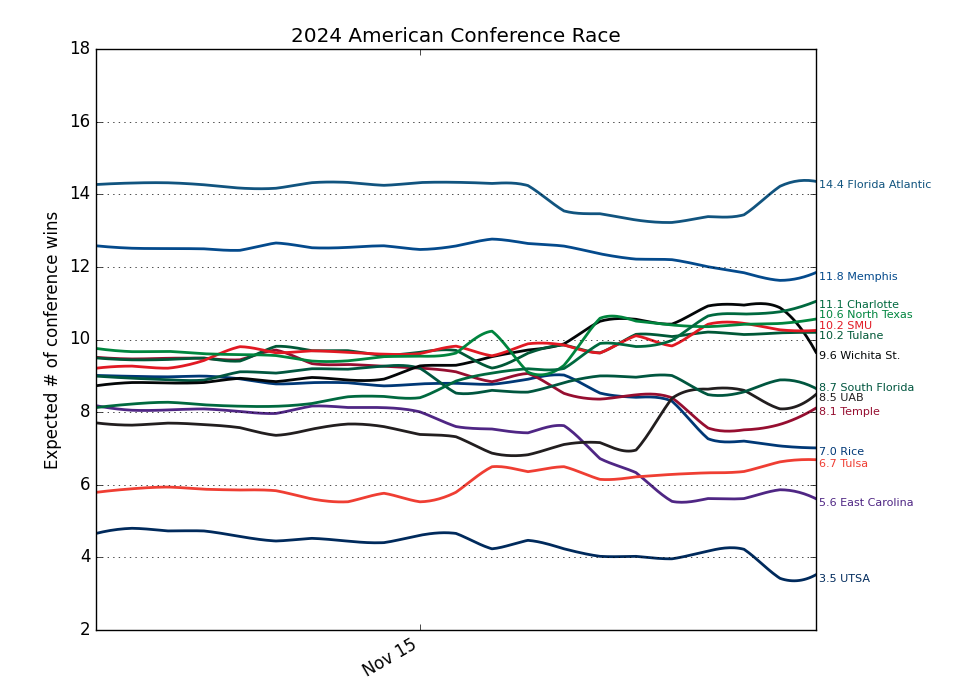 2024 American Conference Race
Expected # of conference wins
18
16
14
12
10
8
6
4
2
Nov 15
14.4 Florida Atlantic
11.8 Memphis
11.1 Charlotte
10.6 North Texas
10.2 SMU
10.2 Tulane
9.6 Wichita St.
8.7 South Florida
8.5 UAB
8.1 Temple
7.0 Rice
6.7 Tulsa
5.6 East Carolina
3.5 UTSA